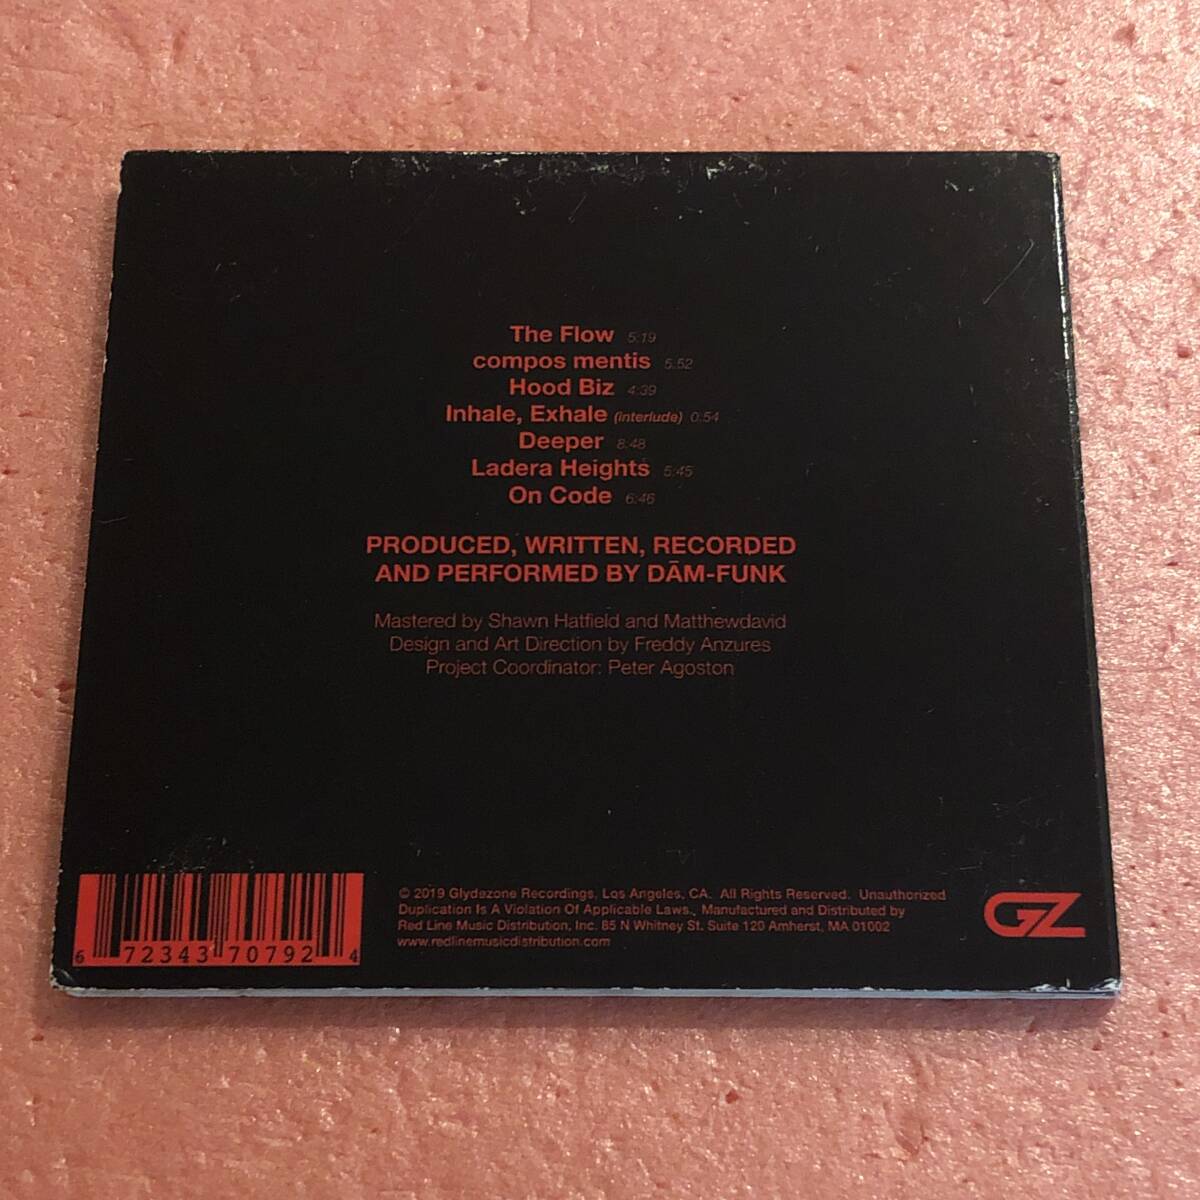 The Flow 5:19
compos mentis 5:52
Hood Biz 4:39
Inhale, Exhale (interlude) 0:54
Deeper 8:48
Ladera Heights 5:45
On Code 6:46
PRODUCED, WRITTEN, RECORDED
AND PERFORMED BY DĀM-FUNK
Mastered by Shawn Hatfield and Matthewdavid
Design and Art Direction by Freddy Anzures
Project Coordinator: Peter Agoston
6 72343 70792 4
© 2019 Glydezone Recordings, Los Angeles, CA. All Rights Reserved. Unauthorized
Duplication Is A Violation Of Applicable Laws., Manufactured and Distributed by
Red Line Music Distribution, Inc. 85 N Whitney St. Suite 120 Amherst, MA 01002
www.redlinemusicdistribution.com
GZ